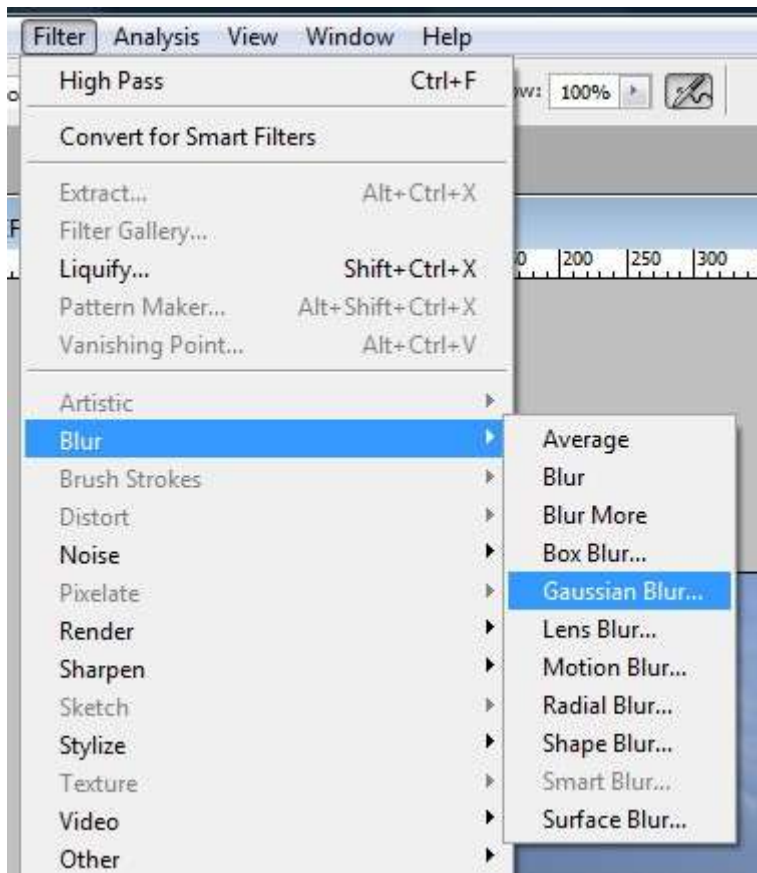 Filter Analysis View Window Help
High Pass Ctrl+F
w: 100%
Convert for Smart Filters
Extract... Alt+Ctrl+X
Filter Gallery...
Liquify... Shift+Ctrl+X
200 250 300
Pattern Maker... Alt+Shift+Ctrl+X
Vanishing Point... Alt+Ctrl+V
Artistic
Blur
Brush Strokes
Distort
Noise
Pixelate
Render
Sharpen
Sketch
Stylize
Texture
Video
Other
Average
Blur
Blur More
Box Blur...
Gaussian Blur...
Lens Blur...
Motion Blur...
Radial Blur...
Shape Blur...
Smart Blur...
Surface Blur...